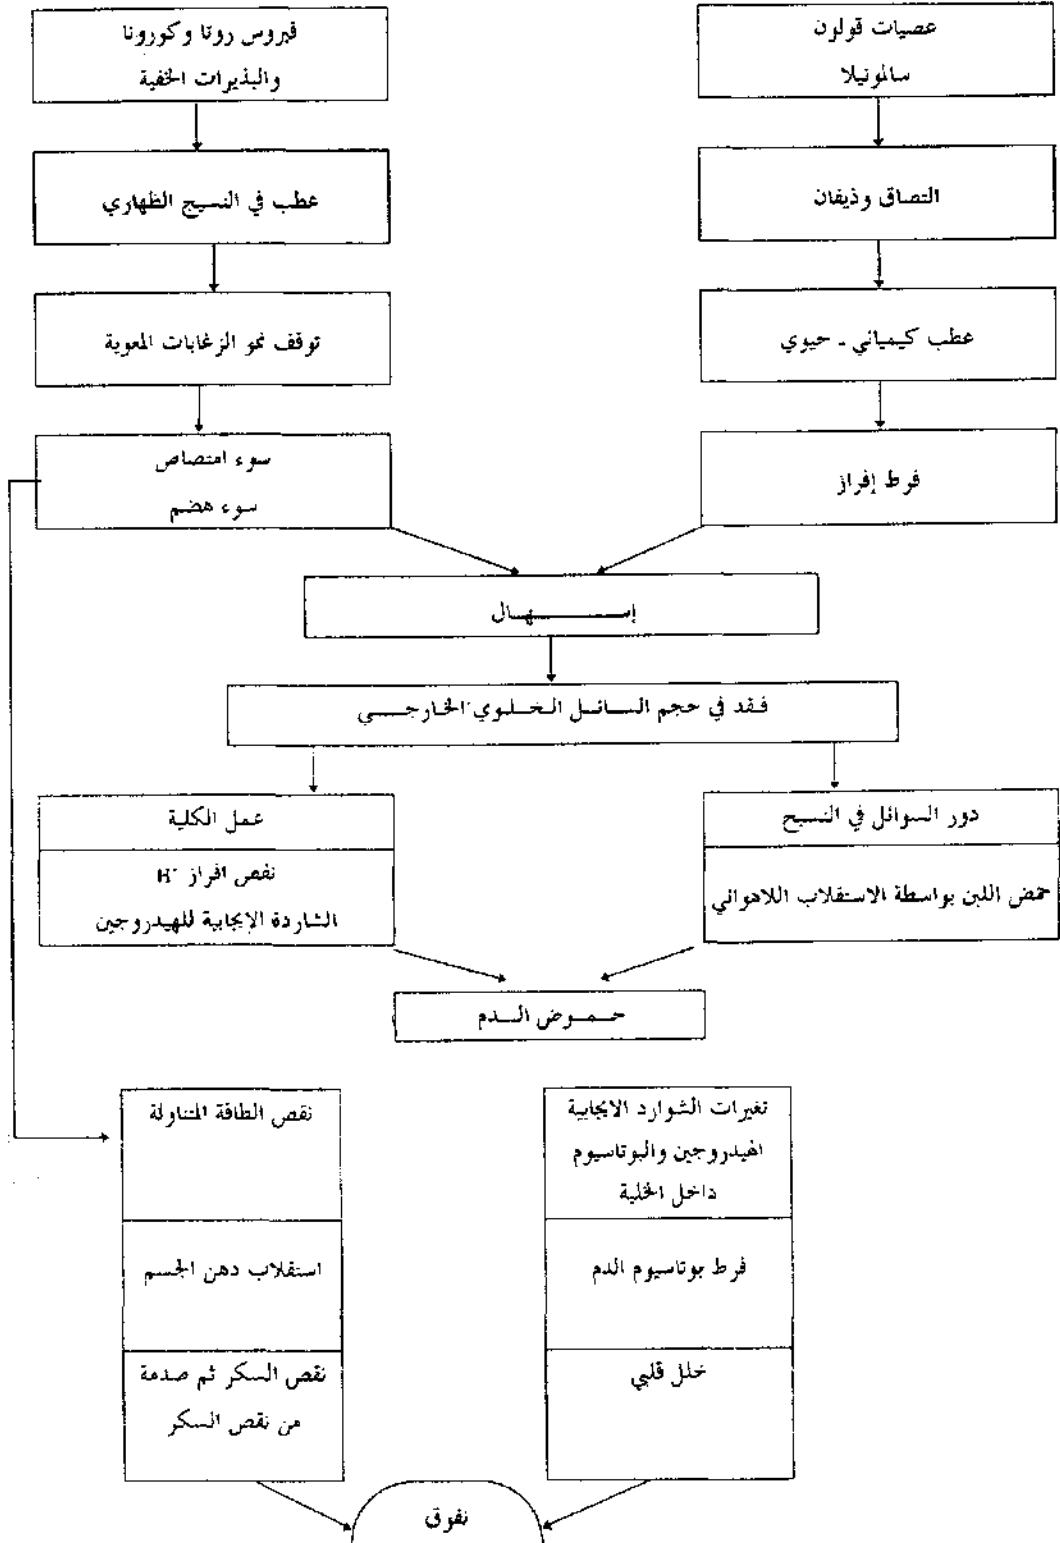 عصيات قولون
سالمونيلا
فيروس روتا وكورونا
والبذيرات الخفية
التصاق وذيفان
عطب في النسيج الظهاري
عطب كيميائي - حيوي
توقف نمو الزغابات المعوية
فرط إفراز
سوء امتصاص
سوء هضم
إســــــهال
فقد في حجم السائل الخلوي الخارجي
دور السوائل في النسيج
حمض اللبن بواسطة الاستقلاب اللاهوائي
عمل الكلية
نقص افراز H⁺
الشاردة الإيجابية للهيدروجين
حموض الدم
تغيرات الشوارد الايجابية
الهيدروجين والبوتاسيوم
داخل الخلية
فرط بوتاسيوم الدم
خلل قلبي
نقص الطاقة المتناولة
استقلاب دهن الجسم
نقص السكر ثم صدمة
من نقص السكر
نفوق